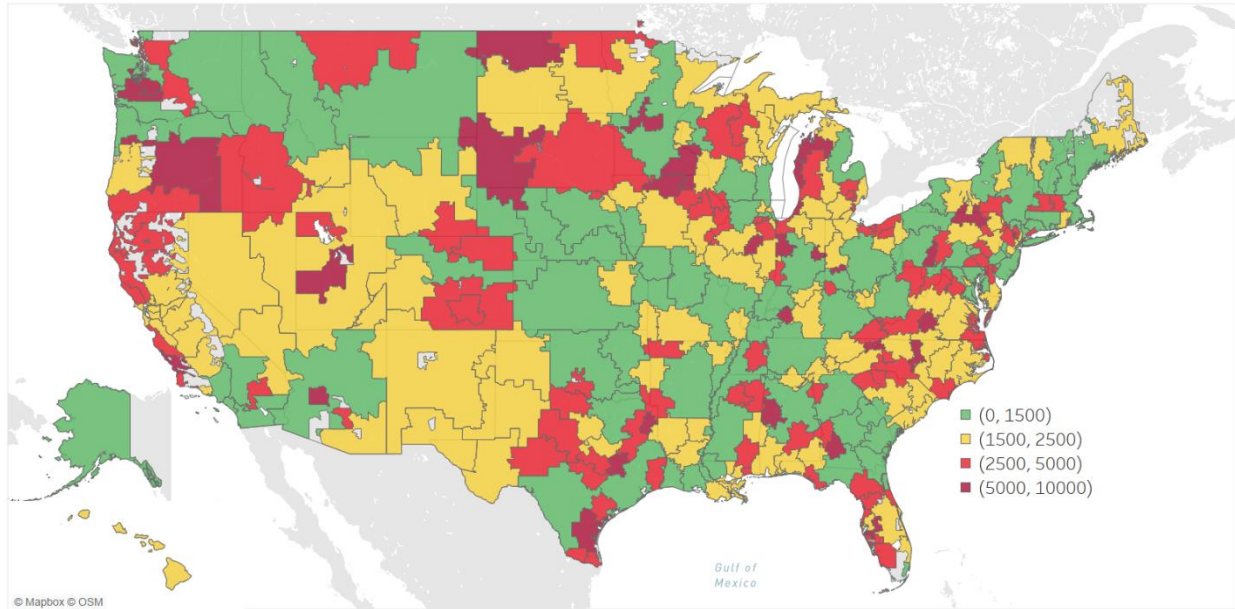 (0, 1500)
(1500, 2500)
(2500, 5000)
(5000, 10000)
Gulf of
Mexico
© Mapbox © OSM